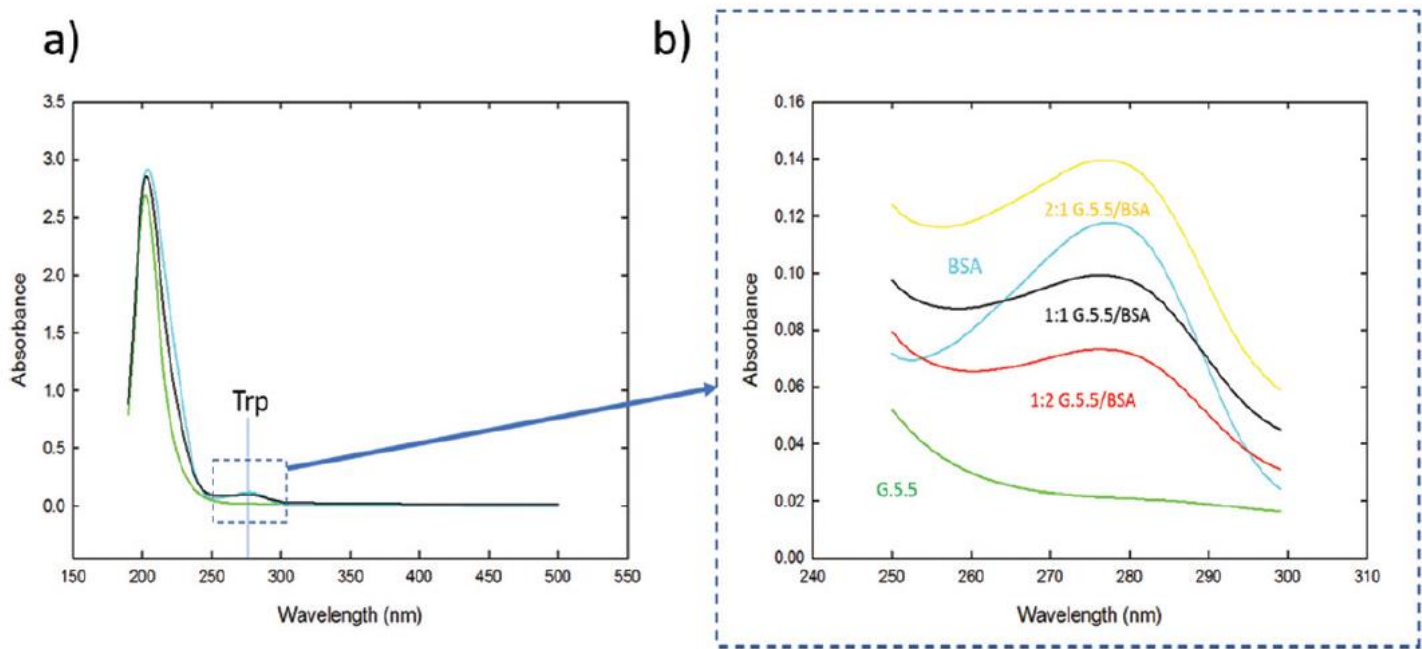 a)
3.5
3.0
2.5
2.0
1.5
1.0
0.5
0.0
Absorbance
Trp
150 200 250 300 350 400 450 500 550
Wavelength (nm)
b)
0.16
0.14
0.12
0.10
0.08
0.06
0.04
0.02
0.00
Absorbance
2:1 G.5.5/BSA
BSA
1:1 G.5.5/BSA
1:2 G.5.5/BSA
G.5.5
240 250 260 270 280 290 300 310
Wavelength (nm)